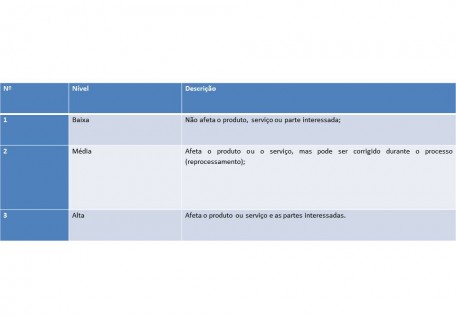 Nº Nível Descrição
1 Baixa Não afeta o produto, serviço ou parte interessada;
2 Média Afeta o produto ou o serviço, mas pode ser corrigido durante o processo
(reprocessamento);
3 Alta Afeta o produto ou serviço e as partes interessadas.